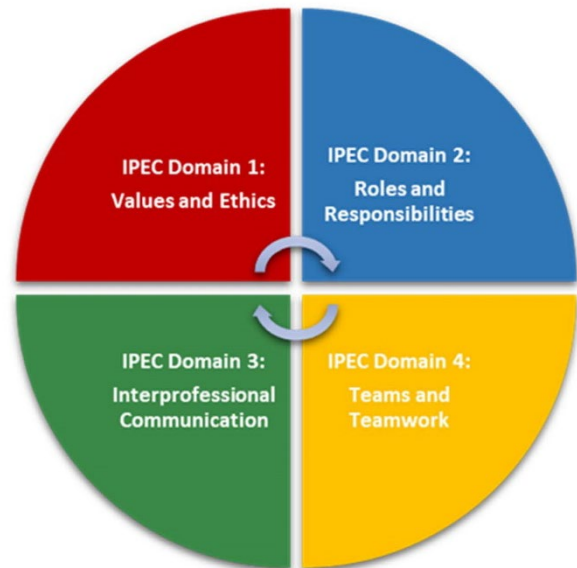 IPEC Domain 1:
Values and Ethics
IPEC Domain 2:
Roles and
Responsibilities
IPEC Domain 3:
Interprofessional
Communication
IPEC Domain 4:
Teams and
Teamwork